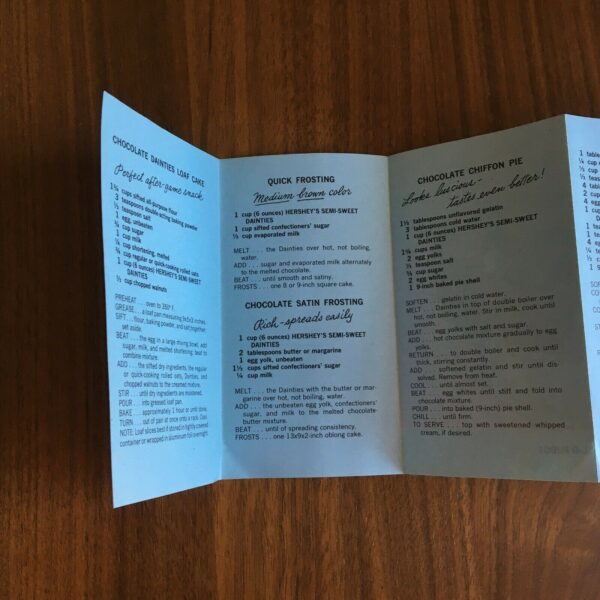 CHOCOLATE DAINTIES LOAF CAKE
Perfect after-game snack
1¾ cups sifted all-purpose flour
3 teaspoons double-acting baking powder
½ teaspoon salt
1 egg, unbeaten
cup sugar
1 cup milk
cup shortening, melted
cup regular or quick-cooking rolled oats
1 cup (6 ounces) HERSHEY'S SEMI-SWEET
DAINTIES
½ cup chopped walnuts
PREHEAT . . . oven to 350° F.
GREASE . . . a loaf pan measuring 9x5x3 inches.
SIFT . . . flour, baking powder, and salt together;
set aside.
BEAT . . . the egg in a large mixing bowl; add
sugar, milk, and melted shortening; beat to
combine mixture.
ADD . . . the sifted dry ingredients, the regular
or quick-cooking rolled oats, Dainties, and
chopped walnuts to the creamed mixture.
STIR . . . until dry ingredients are moistened.
POUR . . . into greased loaf pan.
BAKE . . . approximately 1 hour or until done.
TURN . . . out of pan at once onto a rack. Cool.
NOTE: Loaf slices best if stored in tightly covered
container or wrapped in aluminum foil overnight.
QUICK FROSTING
Medium brown color
1 cup (6 ounces) HERSHEY'S SEMI-SWEET
DAINTIES
1 cup sifted confectioners' sugar
½ cup evaporated milk
MELT . . . the Dainties over hot, not boiling,
water.
ADD . . . sugar and evaporated milk alternately
to the melted chocolate.
BEAT . . . until smooth and satiny.
FROSTS . . . one 8 or 9-inch square cake.
CHOCOLATE SATIN FROSTING
Rich - spreads easily
1 cup (6 ounces) HERSHEY'S SEMI-SWEET
DAINTIES
2 tablespoons butter or margarine
1 egg yolk, unbeaten
1¼ cups sifted confectioners' sugar
¼ cup milk
MELT . . . the Dainties with the butter or mar-
garine over hot, not boiling, water.
ADD . . . the unbeaten egg yolk, confectioners'
sugar, and milk to the melted chocolate-
butter mixture.
BEAT . . . until of spreading consistency.
FROSTS . . . one 13x9x2-inch oblong cake.
CHOCOLATE CHIFFON PIE
Looks luscious -
tastes even better!
1½ tablespoons unflavored gelatin
3 tablespoons cold water
1 cup (6 ounces) HERSHEY'S SEMI-SWEET
DAINTIES
cups milk
2 egg yolks
teaspoon salt
cup sugar
2 egg whites
1 9-inch baked pie shell
SOFTEN . . . gelatin in cold water.
MELT . . . Dainties in top of double boiler over
hot, not boiling, water. Stir in milk, cook until
smooth.
BEAT . . . egg yolks with salt and sugar.
ADD . . . hot chocolate mixture gradually to egg
yolks.
RETURN . . . to double boiler and cook until
thick, stirring constantly.
ADD . . . softened gelatin and stir until dis-
solved. Remove from heat.
COOL . . . until almost set.
BEAT . . . egg whites until stiff and fold into
chocolate mixture.
POUR . . . into baked (9-inch) pie shell.
CHILL . . . until firm.
TO SERVE . . . top with sweetened whipped
cream, if desired.